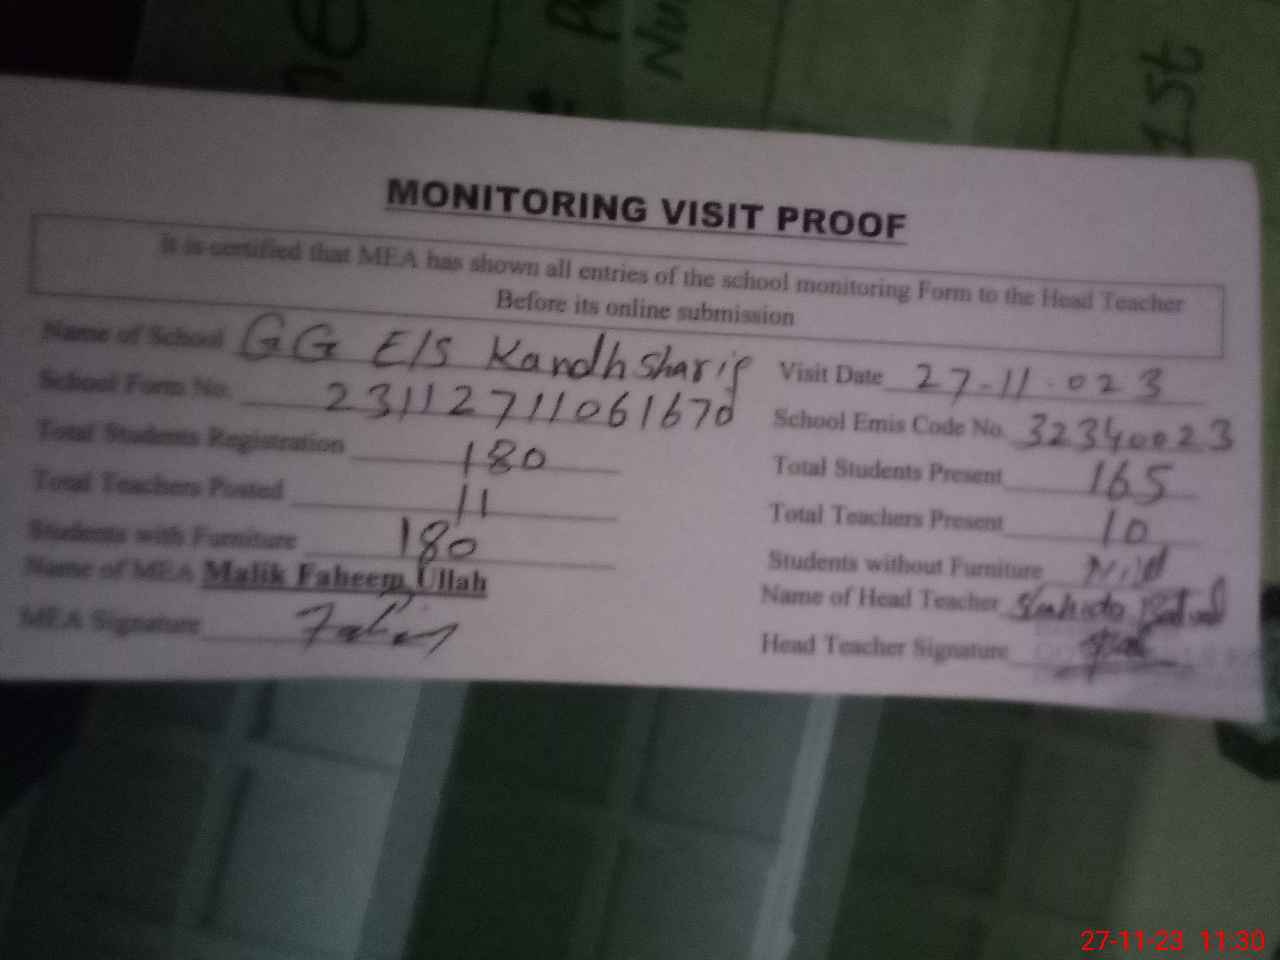 1st
MONITORING VISIT PROOF
It is certified that MEA has shown all entries of the school monitoring Form to the Head Teacher
Before its online submission
Name of School GG E/S Kandh Sharif
Visit Date 27-11-023
School Form No. 23112711061670
School Emis Code No. 32340023
Total Students Registration 180
Total Students Present 165
Total Teachers Posted 11
Total Teachers Present 10
Students with Furniture 180
Students without Furniture
Name of MEA Malik Faheem Ullah
Name of Head Teacher
MEA Signature
Head Teacher Signature
27-11-23 11:30